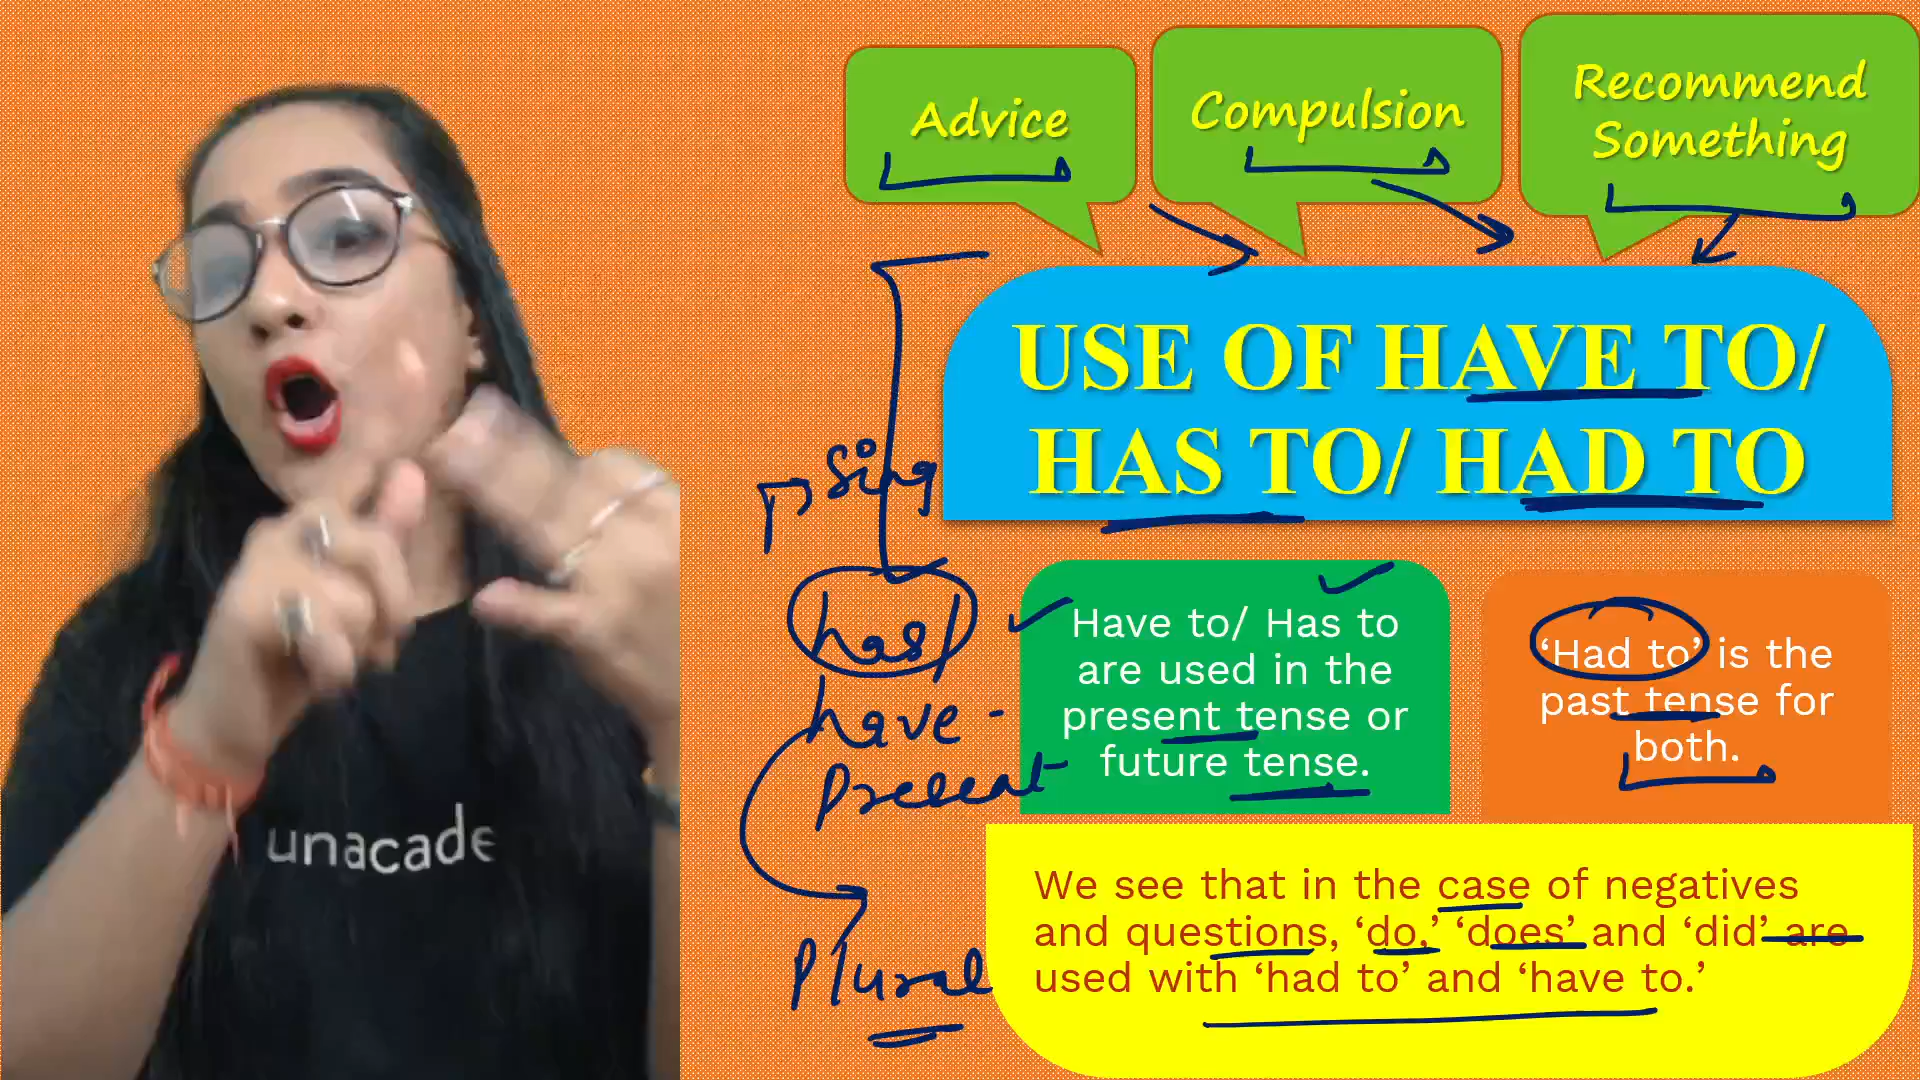 Advice
Compulsion
Recommend
Something
USE OF HAVE TO/
HAS TO/ HAD TO
Sing
has/
have -
Present
Plural
Have to/ Has to
are used in the
present tense or
future tense.
‘Had to’ is the
past tense for
both.
We see that in the case of negatives
and questions, ‘do,’ ‘does’ and ‘did’ are
used with ‘had to’ and ‘have to.’
unacade